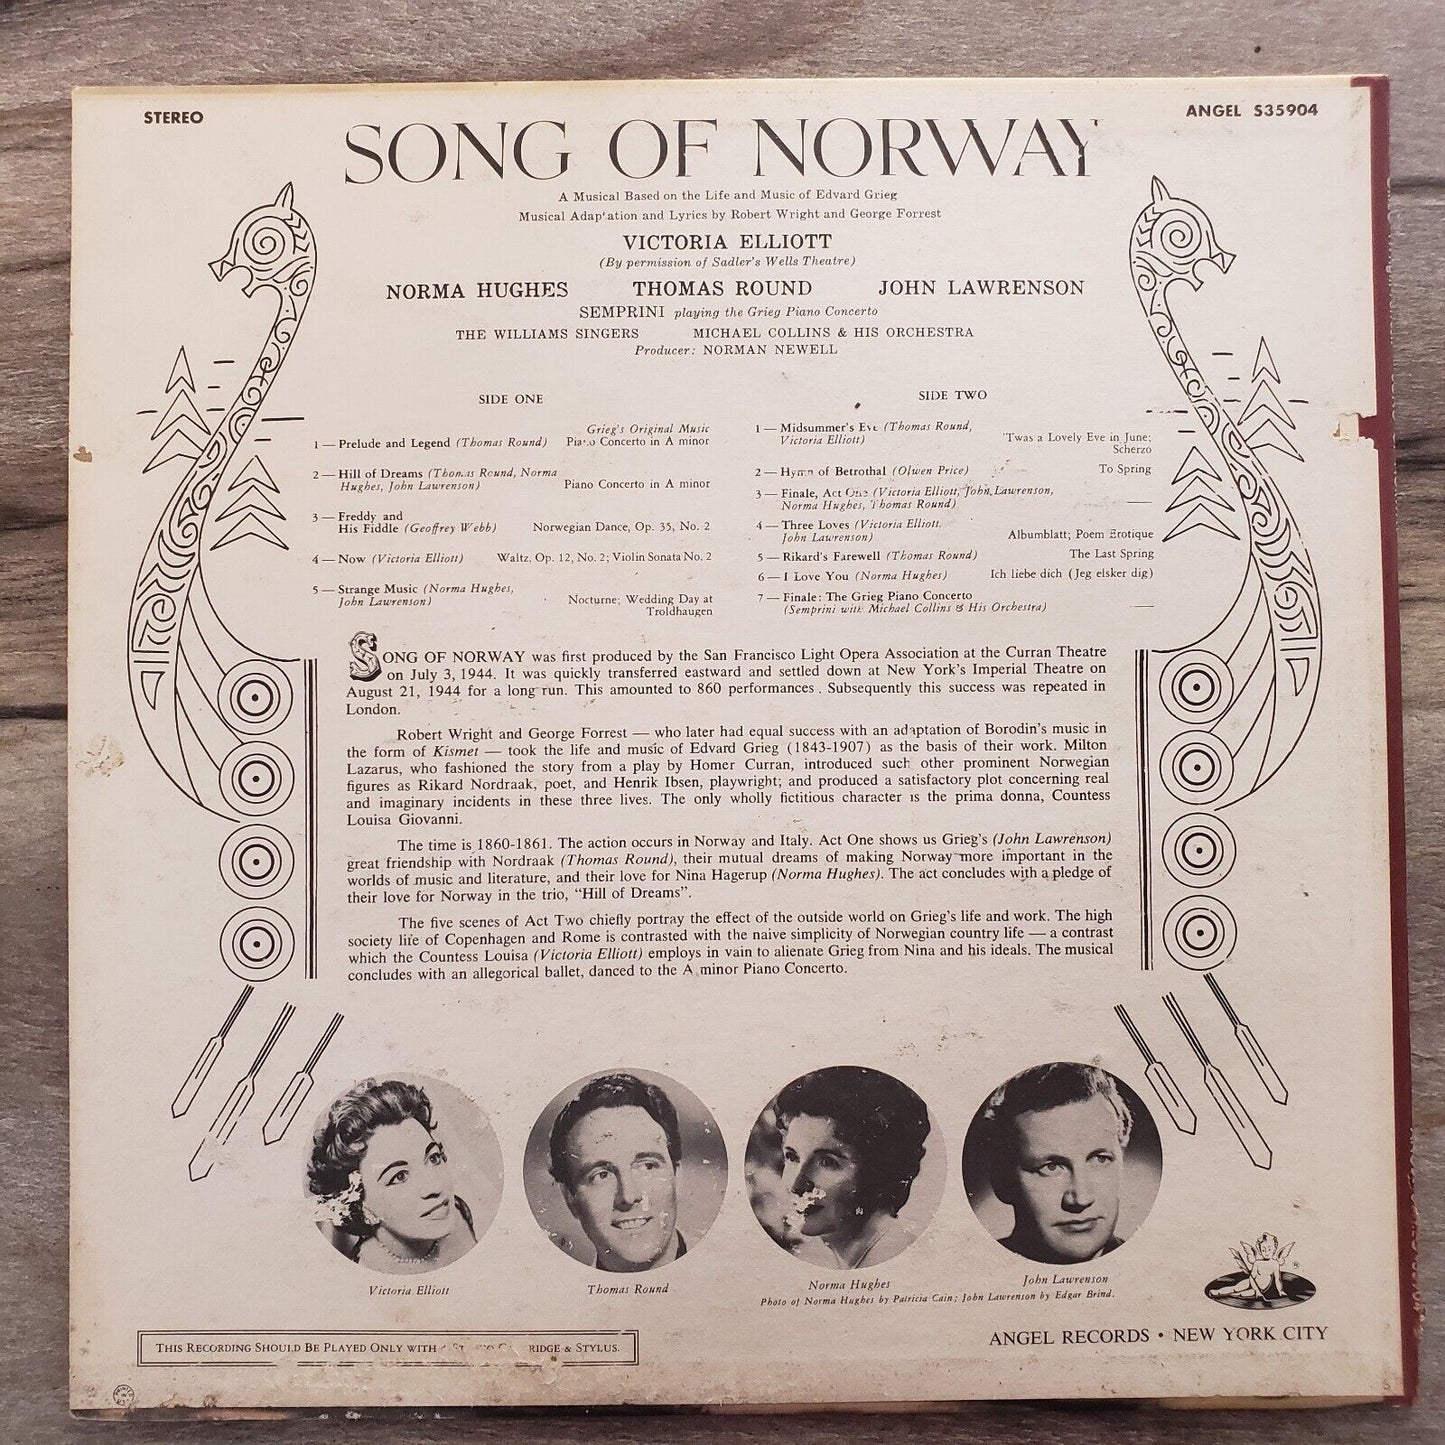 STEREO
ANGEL S35904
SONG OF NORWAY
A Musical Based on the Life and Music of Edvard Grieg
Musical Adaptation and Lyrics by Robert Wright and George Forrest
VICTORIA ELLIOTT
(By permission of Sadler's Wells Theatre)
NORMA HUGHES THOMAS ROUND JOHN LAWRENSON
SEMPRINI playing the Grieg Piano Concerto
THE WILLIAMS SINGERS MICHAEL COLLINS & HIS ORCHESTRA
Producer: NORMAN NEWELL
SIDE ONE
Grieg's Original Music
1 — Prelude and Legend (Thomas Round) Piano Concerto in A minor
2 — Hill of Dreams (Thomas Round, Norma
Hughes, John Lawrenson) Piano Concerto in A minor
3 — Freddy and
His Fiddle (Geoffrey Webb) Norwegian Dance, Op. 35, No. 2
4 — Now (Victoria Elliott) Waltz, Op. 12, No. 2; Violin Sonata No. 2
5 — Strange Music (Norma Hughes,
John Lawrenson) Nocturne; Wedding Day at
Troldhaugen
SIDE TWO
1 — Midsummer's Eve (Thomas Round,
Victoria Elliott) 'Twas a Lovely Eve in June;
Scherzo
2 — Hymn of Betrothal (Olwen Price) To Spring
3 — Finale, Act One (Victoria Elliott, John Lawrenson,
Norma Hughes, Thomas Round) —
4 — Three Loves (Victoria Elliott.
John Lawrenson) Albumblatt; Poem Erotique
5 — Rikard's Farewell (Thomas Round) The Last Spring
6 — I Love You (Norma Hughes) Ich liebe dich (Jeg elsker dig)
7 — Finale: The Grieg Piano Concerto
(Semprini with Michael Collins & His Orchestra) —
SONG OF NORWAY was first produced by the San Francisco Light Opera Association at the Curran Theatre
on July 3, 1944. It was quickly transferred eastward and settled down at New York's Imperial Theatre on
August 21, 1944 for a long run. This amounted to 860 performances. Subsequently this success was repeated in
London.
Robert Wright and George Forrest — who later had equal success with an adaptation of Borodin's music in
the form of Kismet — took the life and music of Edvard Grieg (1843-1907) as the basis of their work. Milton
Lazarus, who fashioned the story from a play by Homer Curran, introduced such other prominent Norwegian
figures as Rikard Nordraak, poet, and Henrik Ibsen, playwright; and produced a satisfactory plot concerning real
and imaginary incidents in these three lives. The only wholly fictitious character is the prima donna, Countess
Louisa Giovanni.
The time is 1860-1861. The action occurs in Norway and Italy. Act One shows us Grieg's (John Lawrenson)
great friendship with Nordraak (Thomas Round), their mutual dreams of making Norway more important in the
worlds of music and literature, and their love for Nina Hagerup (Norma Hughes). The act concludes with a pledge of
their love for Norway in the trio, "Hill of Dreams".
The five scenes of Act Two chiefly portray the effect of the outside world on Grieg's life and work. The high
society life of Copenhagen and Rome is contrasted with the naive simplicity of Norwegian country life — a contrast
which the Countess Louisa (Victoria Elliott) employs in vain to alienate Grieg from Nina and his ideals. The musical
concludes with an allegorical ballet, danced to the A minor Piano Concerto.
Victoria Elliott
Thomas Round
Norma Hughes
John Lawrenson
Photo of Norma Hughes by Patricia Cain; John Lawrenson by Edgar Brind.
THIS RECORDING SHOULD BE PLAYED ONLY WITH & STYLUS.
ANGEL RECORDS • NEW YORK CITY